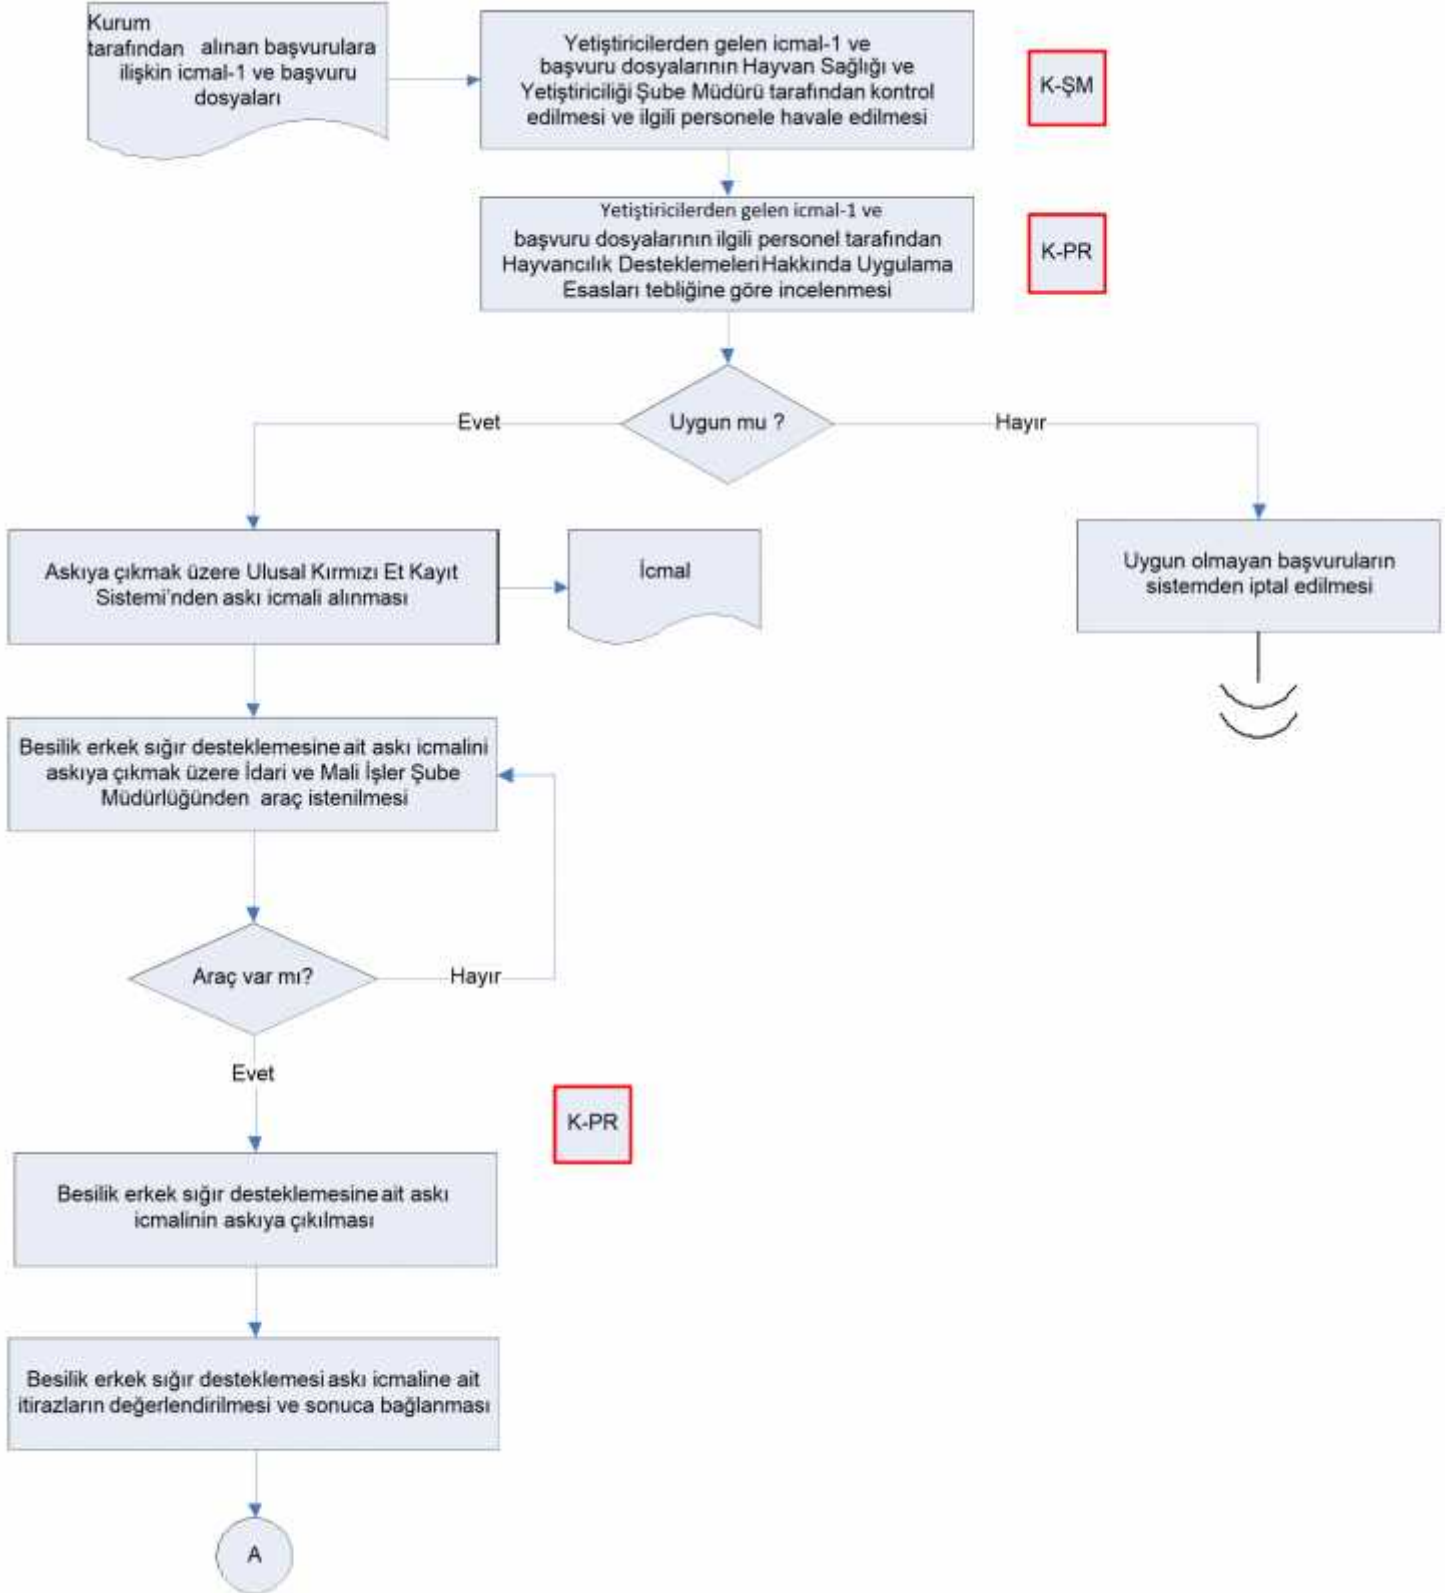 Kurum
tarafından alınan başvurulara
ilişkin icmal-1 ve başvuru
dosyaları
Yetiştiricilerden gelen icmal-1 ve
başvuru dosyalarının Hayvan Sağlığı ve
Yetiştiriciliği Şube Müdürü tarafından kontrol
edilmesi ve ilgili personele havale edilmesi
K-ŞM
Yetiştiricilerden gelen icmal-1 ve
başvuru dosyalarının ilgili personel tarafından
Hayvancılık Desteklemeleri Hakkında Uygulama
Esasları tebliğine göre incelenmesi
K-PR
Uygun mu ?
Evet
Hayır
Askıya çıkmak üzere Ulusal Kırmızı Et Kayıt
Sistemi'nden askı icmali alınması
İcmal
Uygun olmayan başvuruların
sistemden iptal edilmesi
Besilik erkek sığır desteklemesine ait askı icmalini
askıya çıkmak üzere İdari ve Mali İşler Şube
Müdürlüğünden araç istenilmesi
Araç var mı?
Hayır
Evet
K-PR
Besilik erkek sığır desteklemesine ait askı
icmalinin askıya çıkılması
Besilik erkek sığır desteklemesi askı icmaline ait
itirazların değerlendirilmesi ve sonuca bağlanması
A